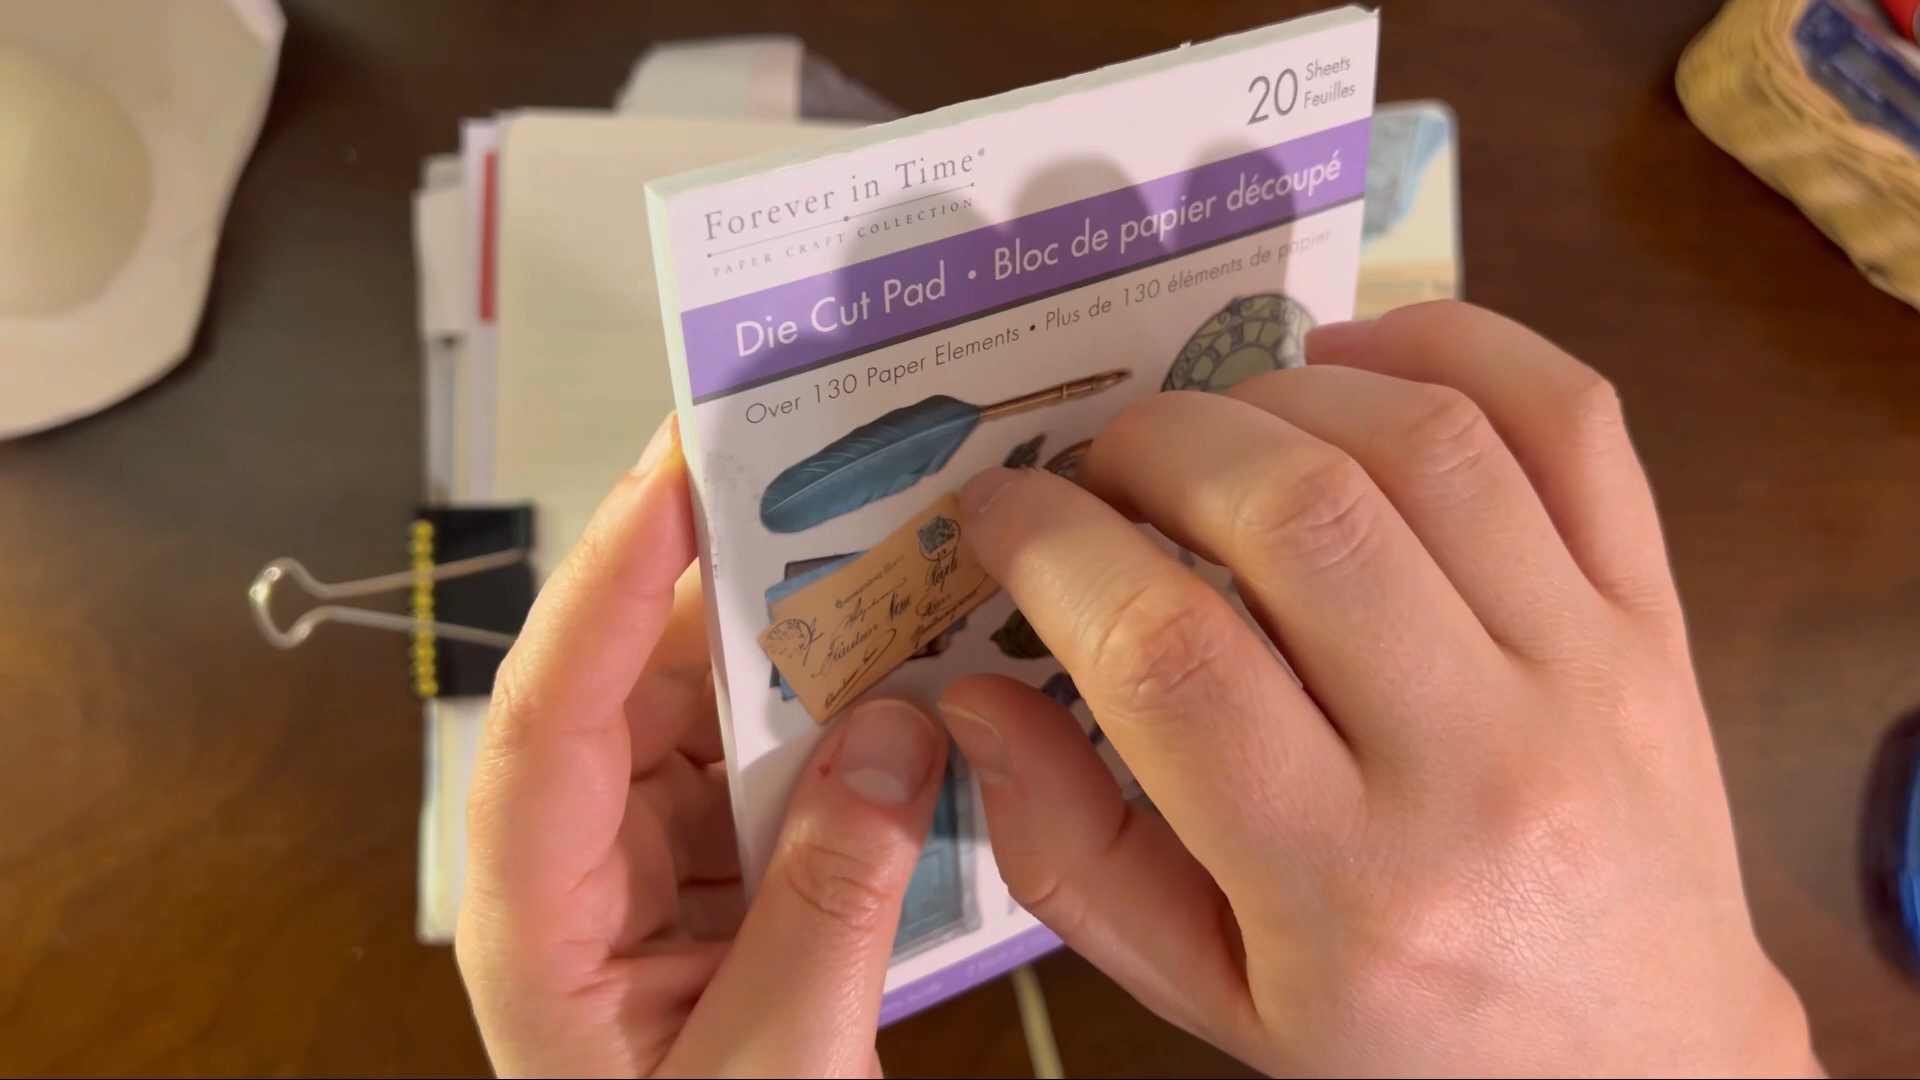 20 Sheets
Feuilles
Forever in Time®
PAPER CRAFT COLLECTION
Die Cut Pad • Bloc de papier découpé
Over 130 Paper Elements • Plus de 130 éléments de papier